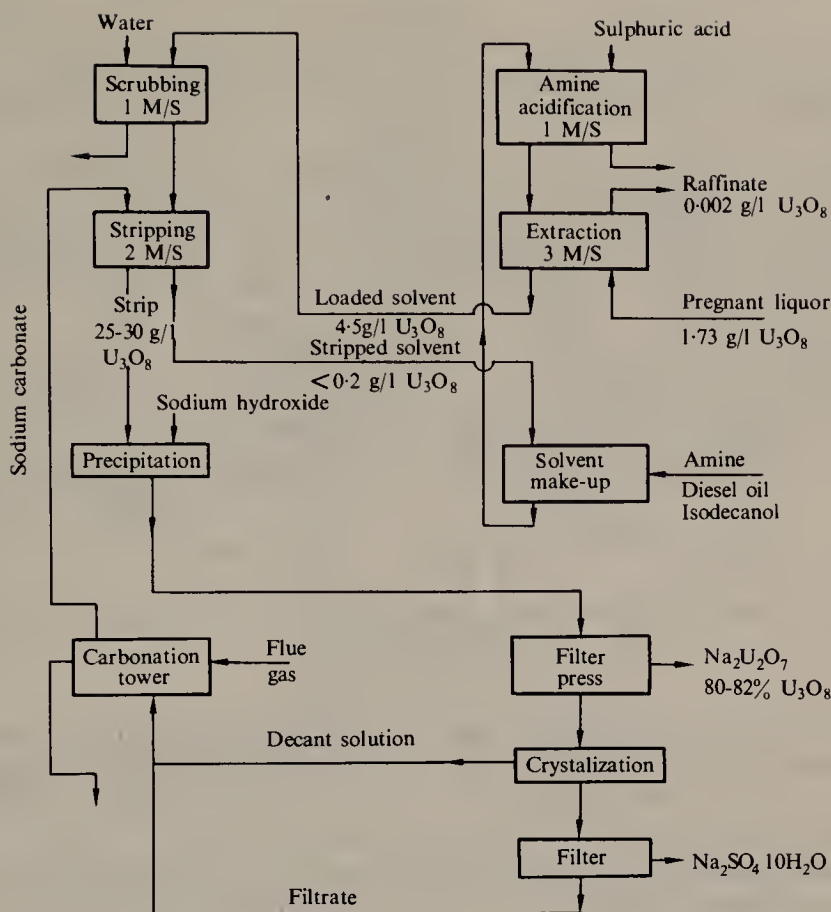 Water
Sulphuric acid
Scrubbing
1 M/S
Amine
acidification
1 M/S
Raffinate
0·002 g/l U₃O₈
Stripping
2 M/S
Extraction
3 M/S
Strip
25-30 g/l
U₃O₈
Loaded solvent
4·5g/l U₃O₈
Pregnant liquor
1·73 g/l U₃O₈
Stripped solvent
<0·2 g/l U₃O₈
Sodium carbonate
Sodium hydroxide
Precipitation
Solvent
make-up
Amine
Diesel oil
Isodecanol
Carbonation
tower
Flue
gas
Filter
press
Na₂U₂O₇
80-82% U₃O₈
Decant solution
Crystalization
Filter
Na₂SO₄ 10H₂O
Filtrate